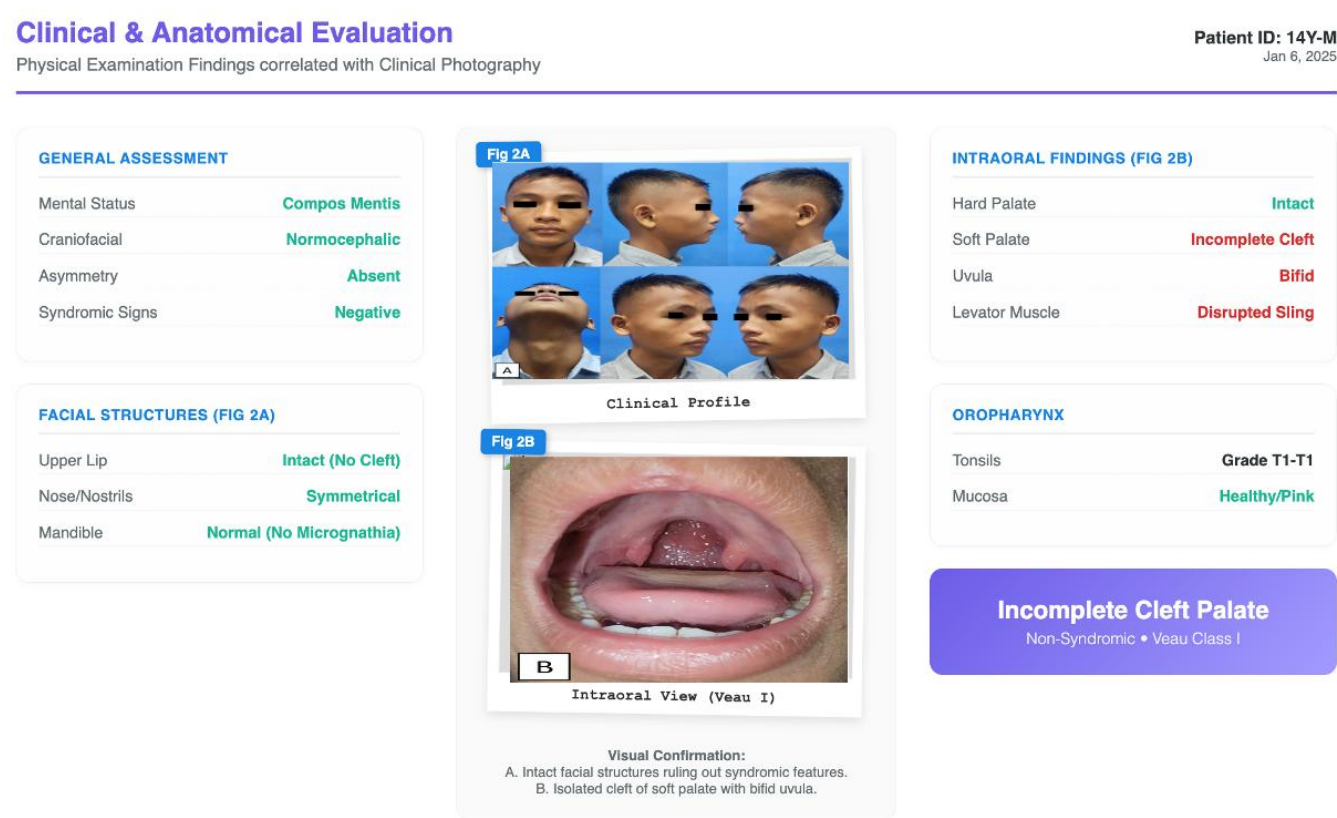 Clinical & Anatomical Evaluation
Physical Examination Findings correlated with Clinical Photography
Patient ID: 14Y-M
Jan 6, 2025
GENERAL ASSESSMENT
Mental Status Compos Mentis
Craniofacial Normocephalic
Asymmetry Absent
Syndromic Signs Negative
FACIAL STRUCTURES (FIG 2A)
Upper Lip Intact (No Cleft)
Nose/Nostrils Symmetrical
Mandible Normal (No Micrognathia)
Fig 2A
A
Clinical Profile
Fig 2B
B
Intraoral View (Veau I)
Visual Confirmation:
A. Intact facial structures ruling out syndromic features.
B. Isolated cleft of soft palate with bifid uvula.
INTRAORAL FINDINGS (FIG 2B)
Hard Palate Intact
Soft Palate Incomplete Cleft
Uvula Bifid
Levator Muscle Disrupted Sling
OROPHARYNX
Tonsils Grade T1-T1
Mucosa Healthy/Pink
Incomplete Cleft Palate
Non-Syndromic • Veau Class I